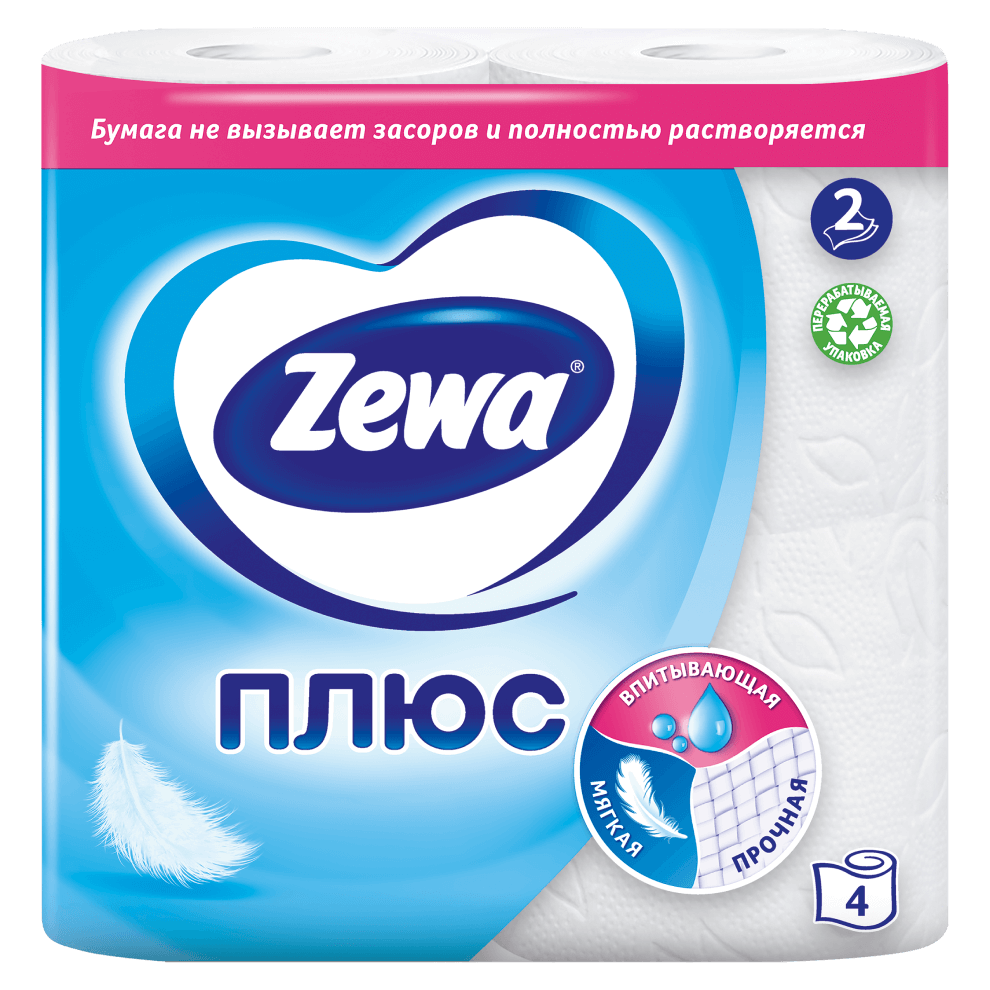 Бумага не вызывает засоров и полностью растворяется
2
ПЕРЕРАБАТЫВАЕМАЯ
УПАКОВКА
Zewa®
ПЛЮС
ВПИТЫВАЮЩАЯ
МЯГКАЯ
ПРОЧНАЯ
4